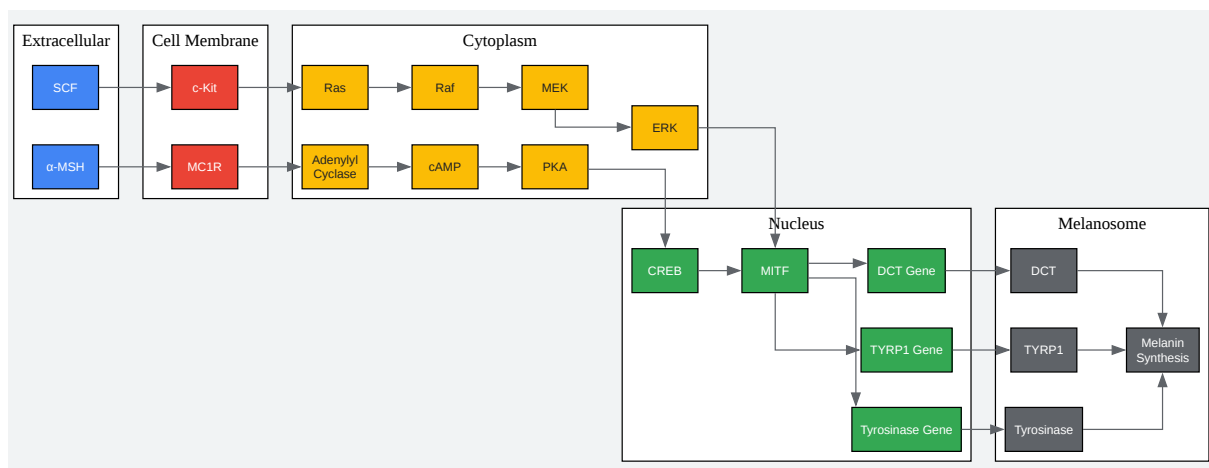 Extracellular
Cell Membrane
Cytoplasm
SCF
c-Kit
Ras
Raf
MEK
ERK
α-MSH
MC1R
Adenylyl
Cyclase
cAMP
PKA
Nucleus
Melanosome
CREB
MITF
DCT Gene
DCT
TYRP1 Gene
TYRP1
Melanin
Synthesis
Tyrosinase Gene
Tyrosinase